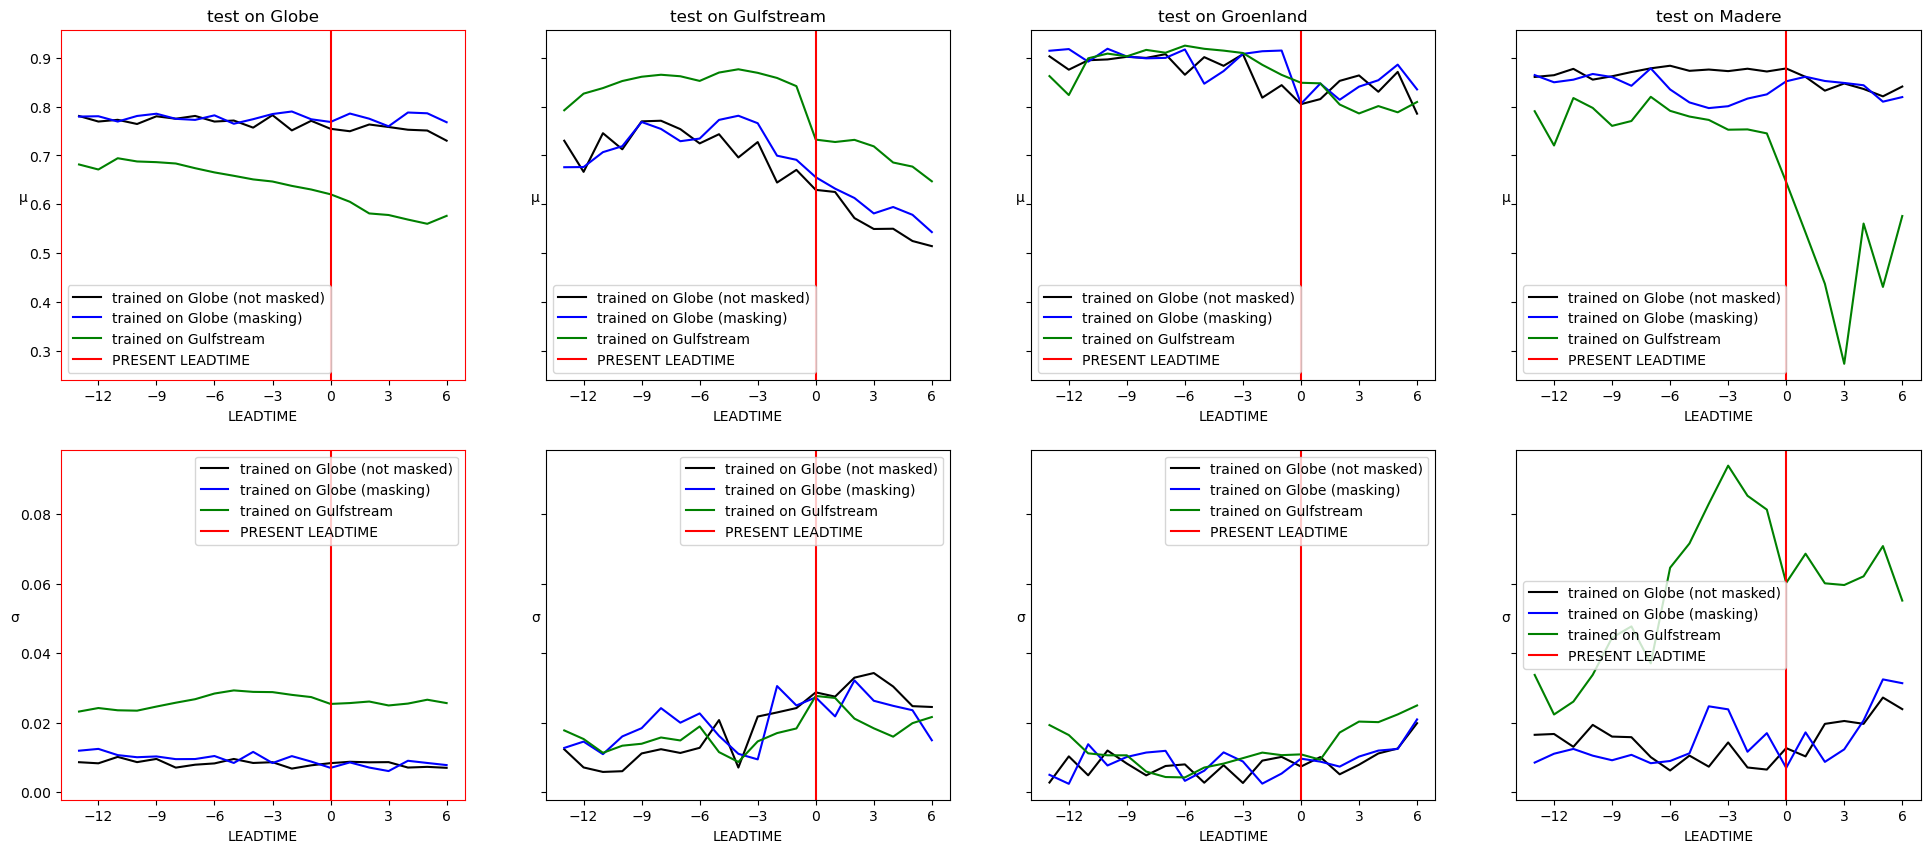 test on Globe
test on Gulfstream
test on Groenland
test on Madere
0.9
0.8
0.7
0.6
0.5
0.4
0.3
μ
μ
μ
μ
trained on Globe (not masked)
trained on Globe (masking)
trained on Gulfstream
PRESENT LEADTIME
trained on Globe (not masked)
trained on Globe (masking)
trained on Gulfstream
PRESENT LEADTIME
trained on Globe (not masked)
trained on Globe (masking)
trained on Gulfstream
PRESENT LEADTIME
trained on Globe (not masked)
trained on Globe (masking)
trained on Gulfstream
PRESENT LEADTIME
−12 −9 −6 −3 0 3 6
−12 −9 −6 −3 0 3 6
−12 −9 −6 −3 0 3 6
−12 −9 −6 −3 0 3 6
LEADTIME
LEADTIME
LEADTIME
LEADTIME
0.08
0.06
0.04
0.02
0.00
σ
σ
σ
σ
trained on Globe (not masked)
trained on Globe (masking)
trained on Gulfstream
PRESENT LEADTIME
trained on Globe (not masked)
trained on Globe (masking)
trained on Gulfstream
PRESENT LEADTIME
trained on Globe (not masked)
trained on Globe (masking)
trained on Gulfstream
PRESENT LEADTIME
trained on Globe (not masked)
trained on Globe (masking)
trained on Gulfstream
PRESENT LEADTIME
−12 −9 −6 −3 0 3 6
−12 −9 −6 −3 0 3 6
−12 −9 −6 −3 0 3 6
−12 −9 −6 −3 0 3 6
LEADTIME
LEADTIME
LEADTIME
LEADTIME